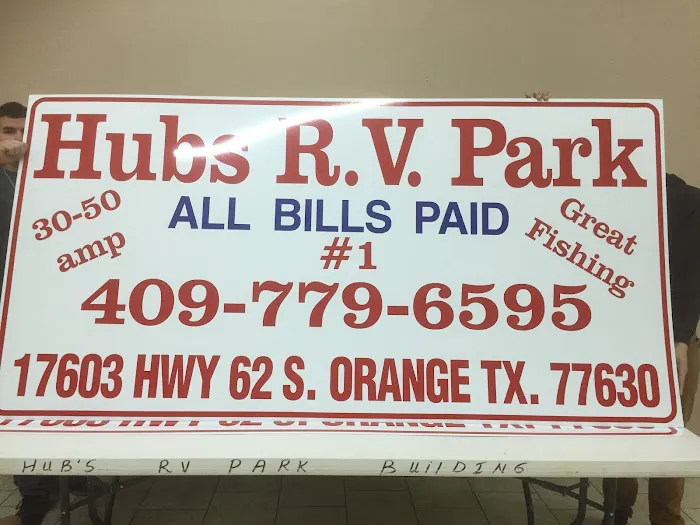 Hubs R.V. Park
30-50
amp
ALL BILLS PAID
Great
Fishing
#1
409-779-6595
17603 HWY 62 S. ORANGE TX. 77630
HUB'S RV PARK BUILDING